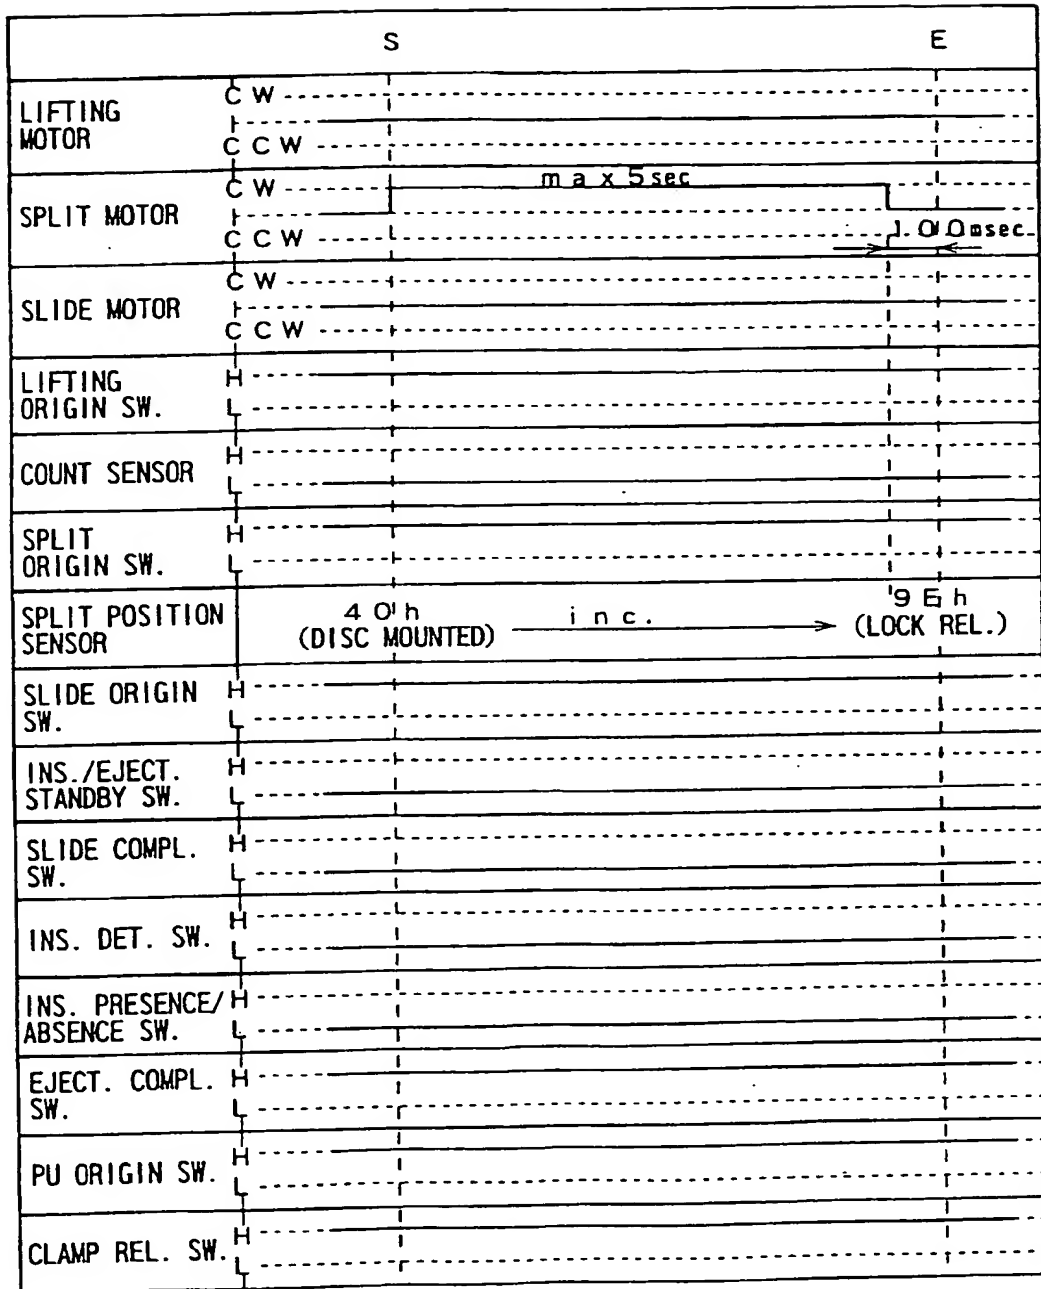 S E
LIFTING
MOTOR
CW
CCW
SPLIT MOTOR
CW
CCW
max 5sec
100msec
SLIDE MOTOR
CW
CCW
LIFTING
ORIGIN SW.
H
L
COUNT SENSOR
H
L
SPLIT
ORIGIN SW.
H
L
SPLIT POSITION
SENSOR
40h
(DISC MOUNTED)
inc.
9Eh
(LOCK REL.)
SLIDE ORIGIN
SW.
H
L
INS./EJECT.
STANDBY SW.
H
L
SLIDE COMPL.
SW.
H
L
INS. DET. SW.
H
L
INS. PRESENCE/
ABSENCE SW.
H
L
EJECT. COMPL.
SW.
H
L
PU ORIGIN SW.
H
L
CLAMP REL. SW.
H
L